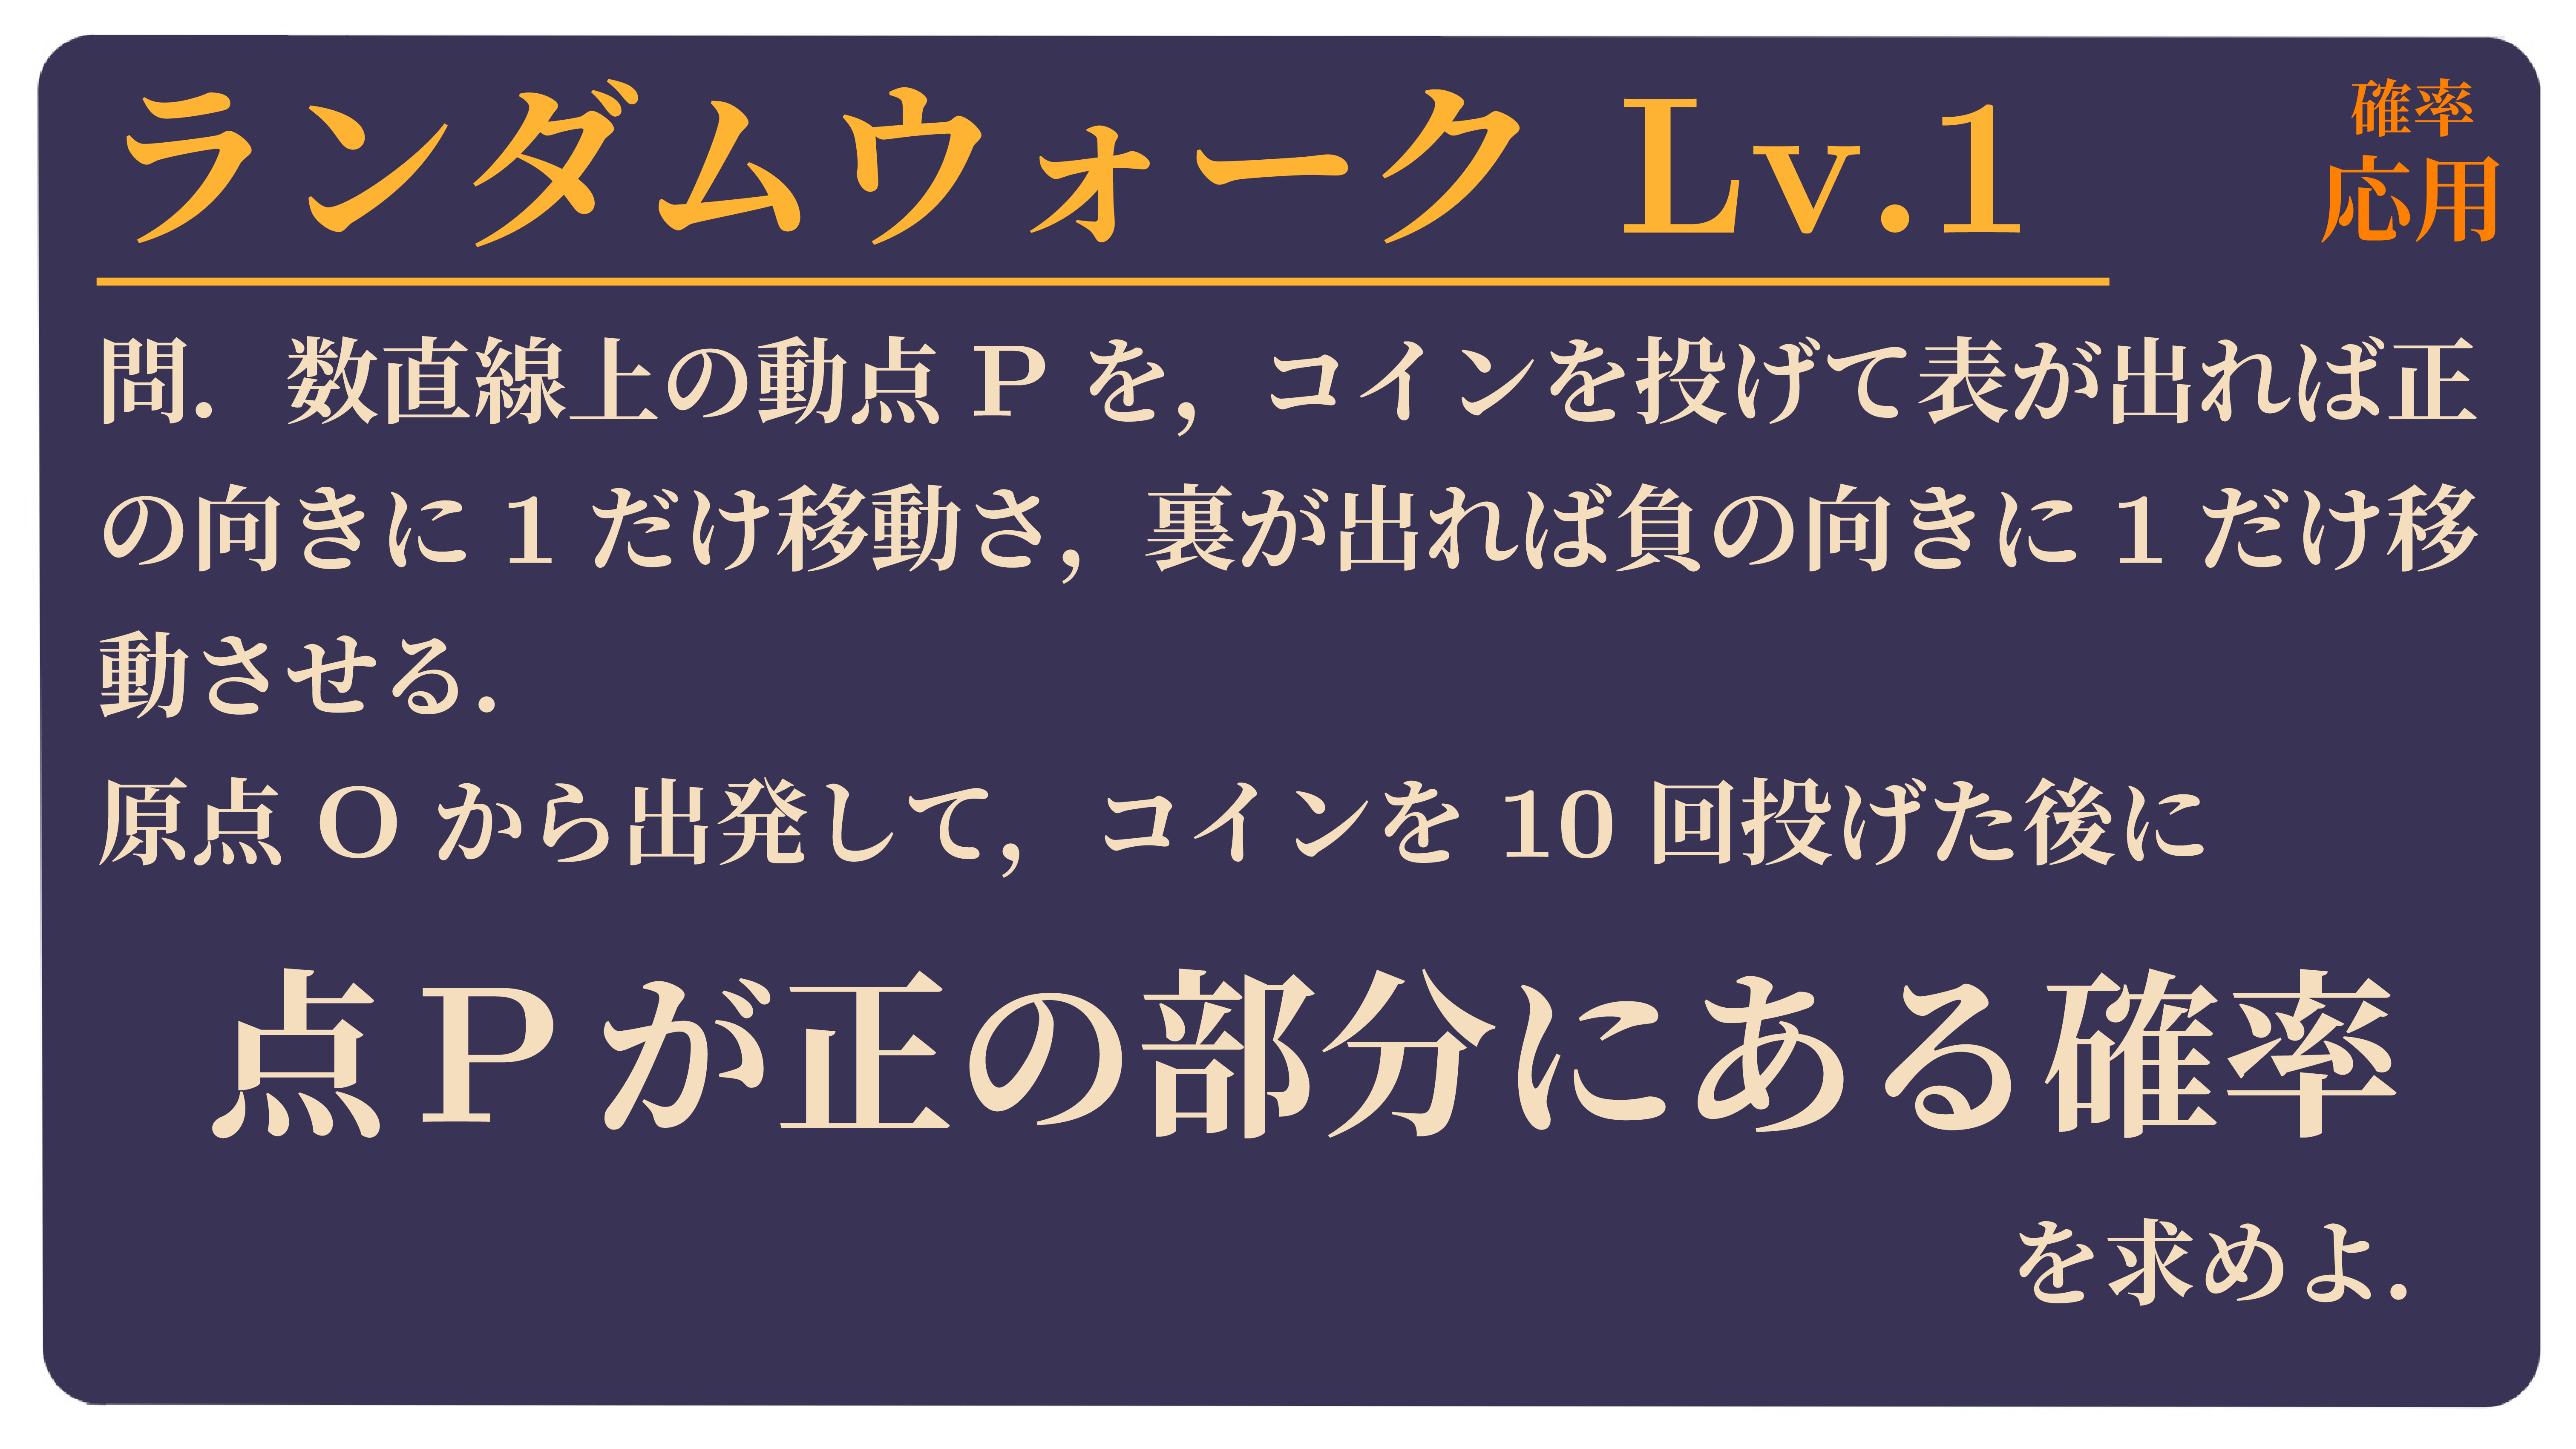 ランダムウォーク Lv.1
確率
応用
問．数直線上の動点 P を，コインを投げて表が出れば正
の向きに 1 だけ移動さ，裏が出れば負の向きに 1 だけ移
動させる．
原点 O から出発して，コインを 10 回投げた後に
点 P が正の部分にある確率
を求めよ．